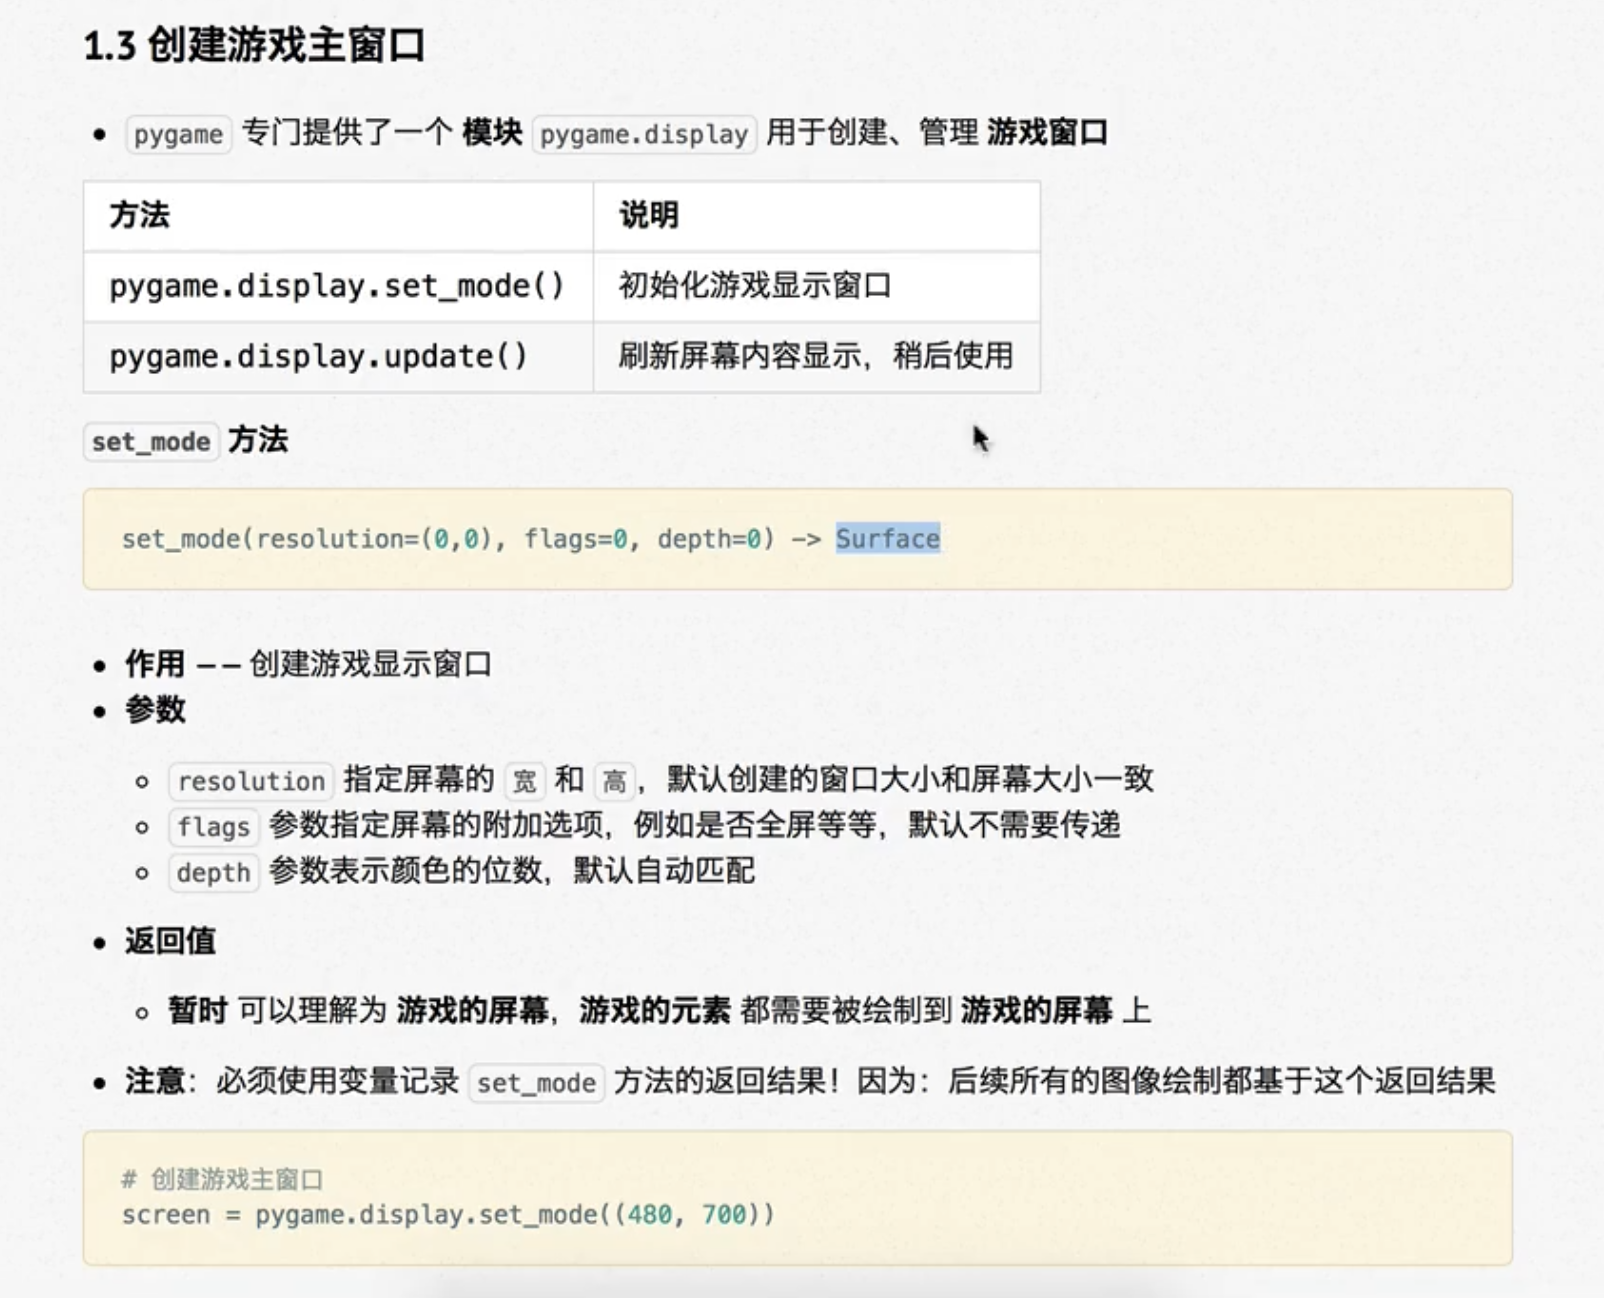 1.3 创建游戏主窗口
pygame 专门提供了一个 模块 pygame.display 用于创建、管理 游戏窗口
方法 说明
pygame.display.set_mode() 初始化游戏显示窗口
pygame.display.update() 刷新屏幕内容显示，稍后使用
set_mode 方法
set_mode(resolution=(0,0), flags=0, depth=0) -> Surface
作用 —— 创建游戏显示窗口
参数
resolution 指定屏幕的 宽 和 高，默认创建的窗口大小和屏幕大小一致
flags 参数指定屏幕的附加选项，例如是否全屏等等，默认不需要传递
depth 参数表示颜色的位数，默认自动匹配
返回值
暂时 可以理解为 游戏的屏幕，游戏的元素 都需要被绘制到 游戏的屏幕 上
注意：必须使用变量记录 set_mode 方法的返回结果！因为：后续所有的图像绘制都基于这个返回结果
# 创建游戏主窗口
screen = pygame.display.set_mode((480, 700))